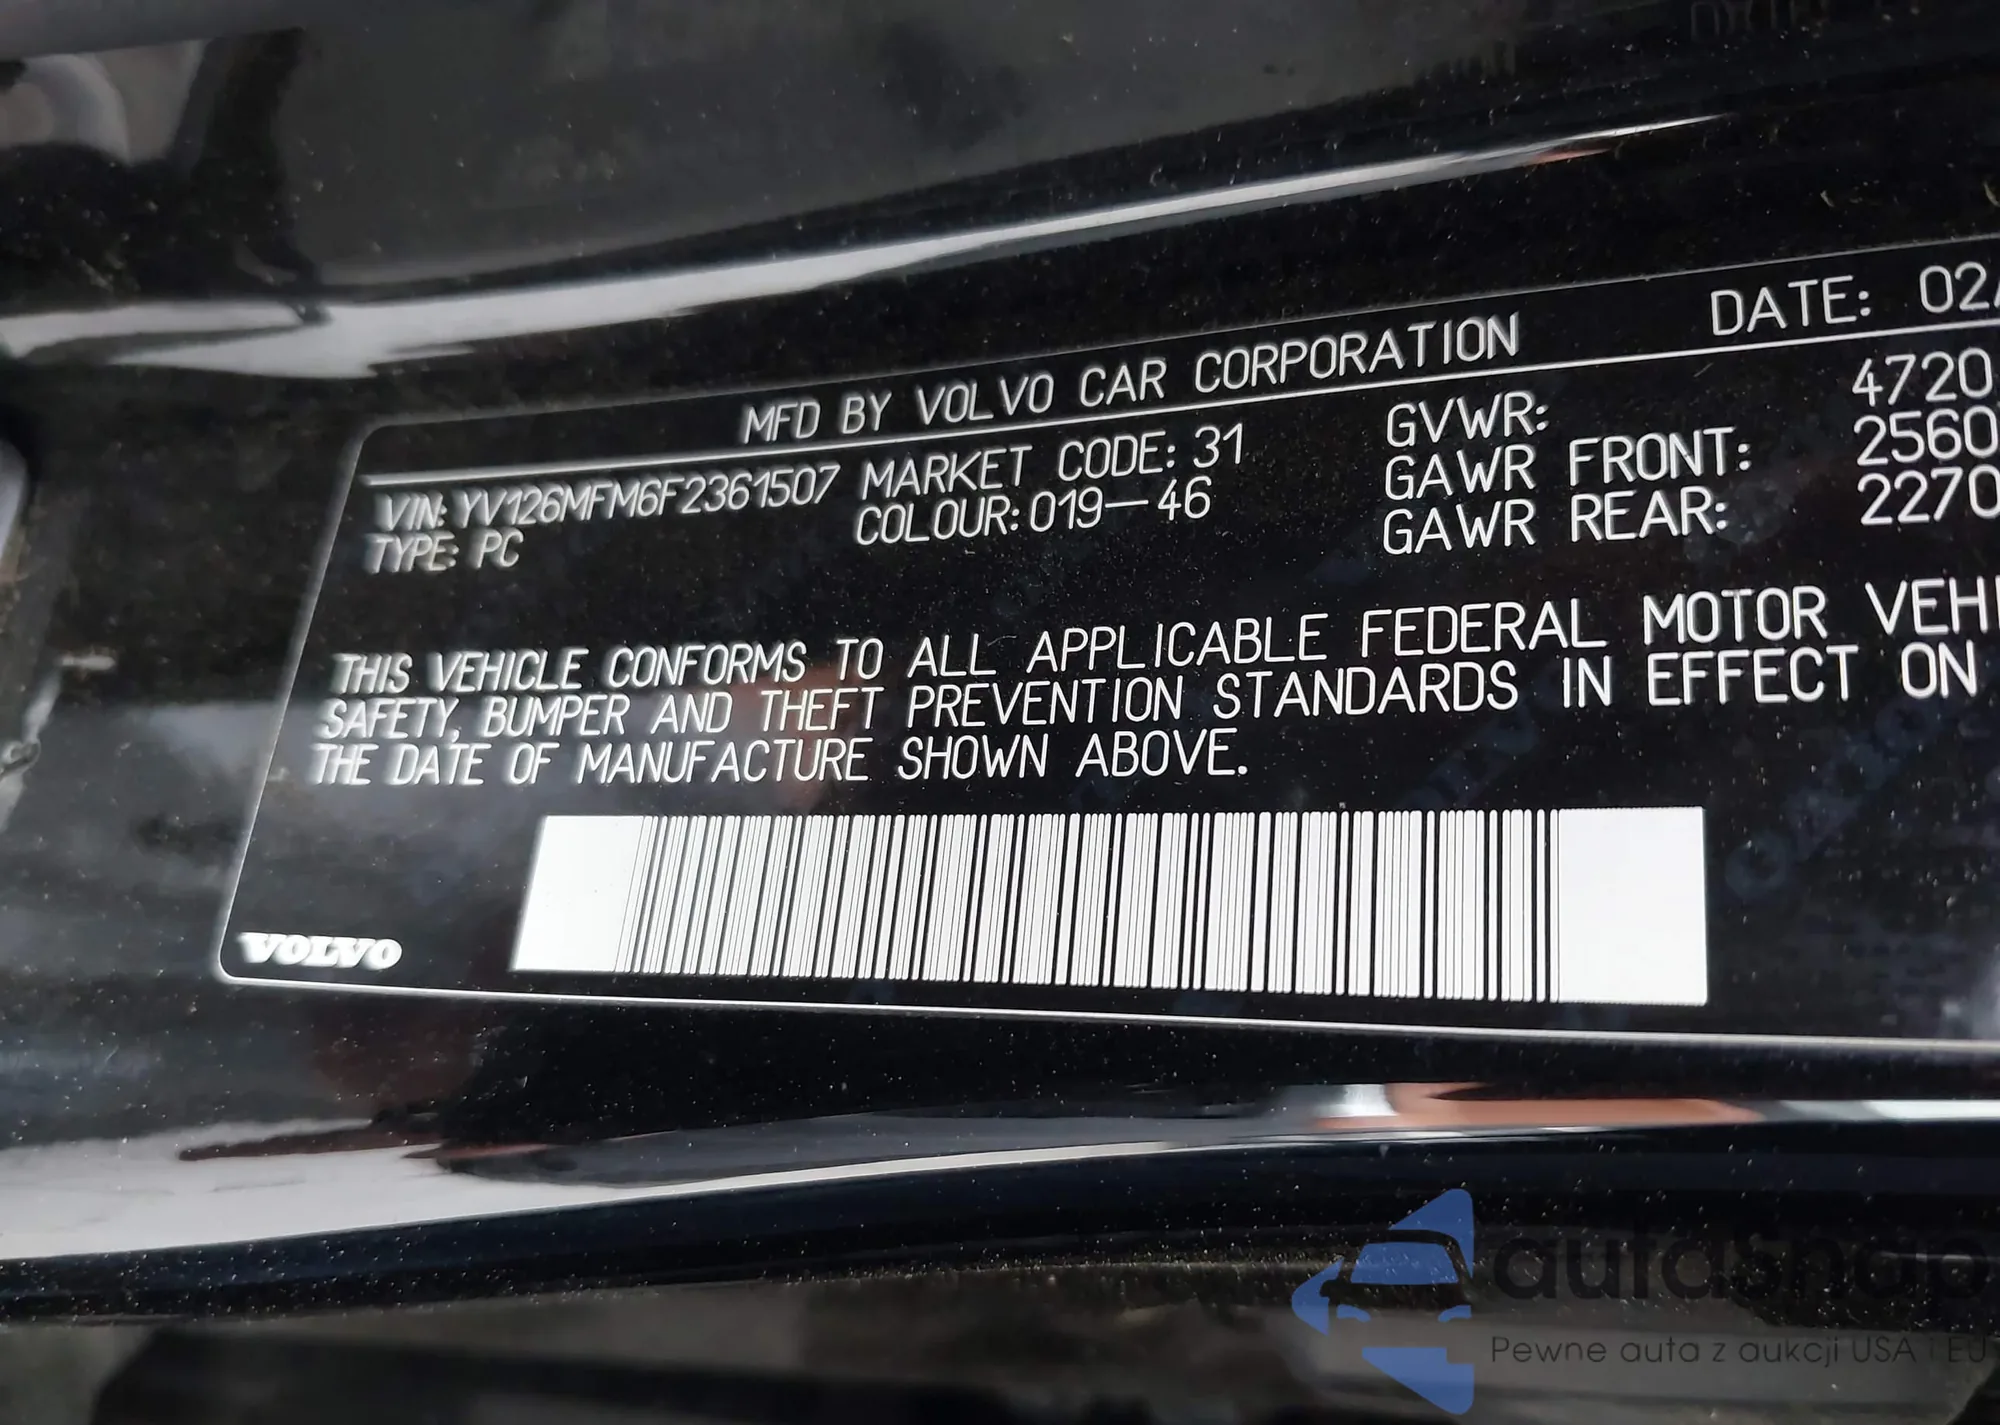 MFD BY VOLVO CAR CORPORATION DATE: 02/
VIN: YV126MFM6F2361507 MARKET CODE: 31 GVWR: 4720
TYPE: PC COLOUR: 019-46 GAWR FRONT: 2560
GAWR REAR: 2270
THIS VEHICLE CONFORMS TO ALL APPLICABLE FEDERAL MOTOR VEHI
SAFETY, BUMPER AND THEFT PREVENTION STANDARDS IN EFFECT ON
THE DATE OF MANUFACTURE SHOWN ABOVE.
VOLVO
autasnap
Pewne auta z aukcji USA i EU